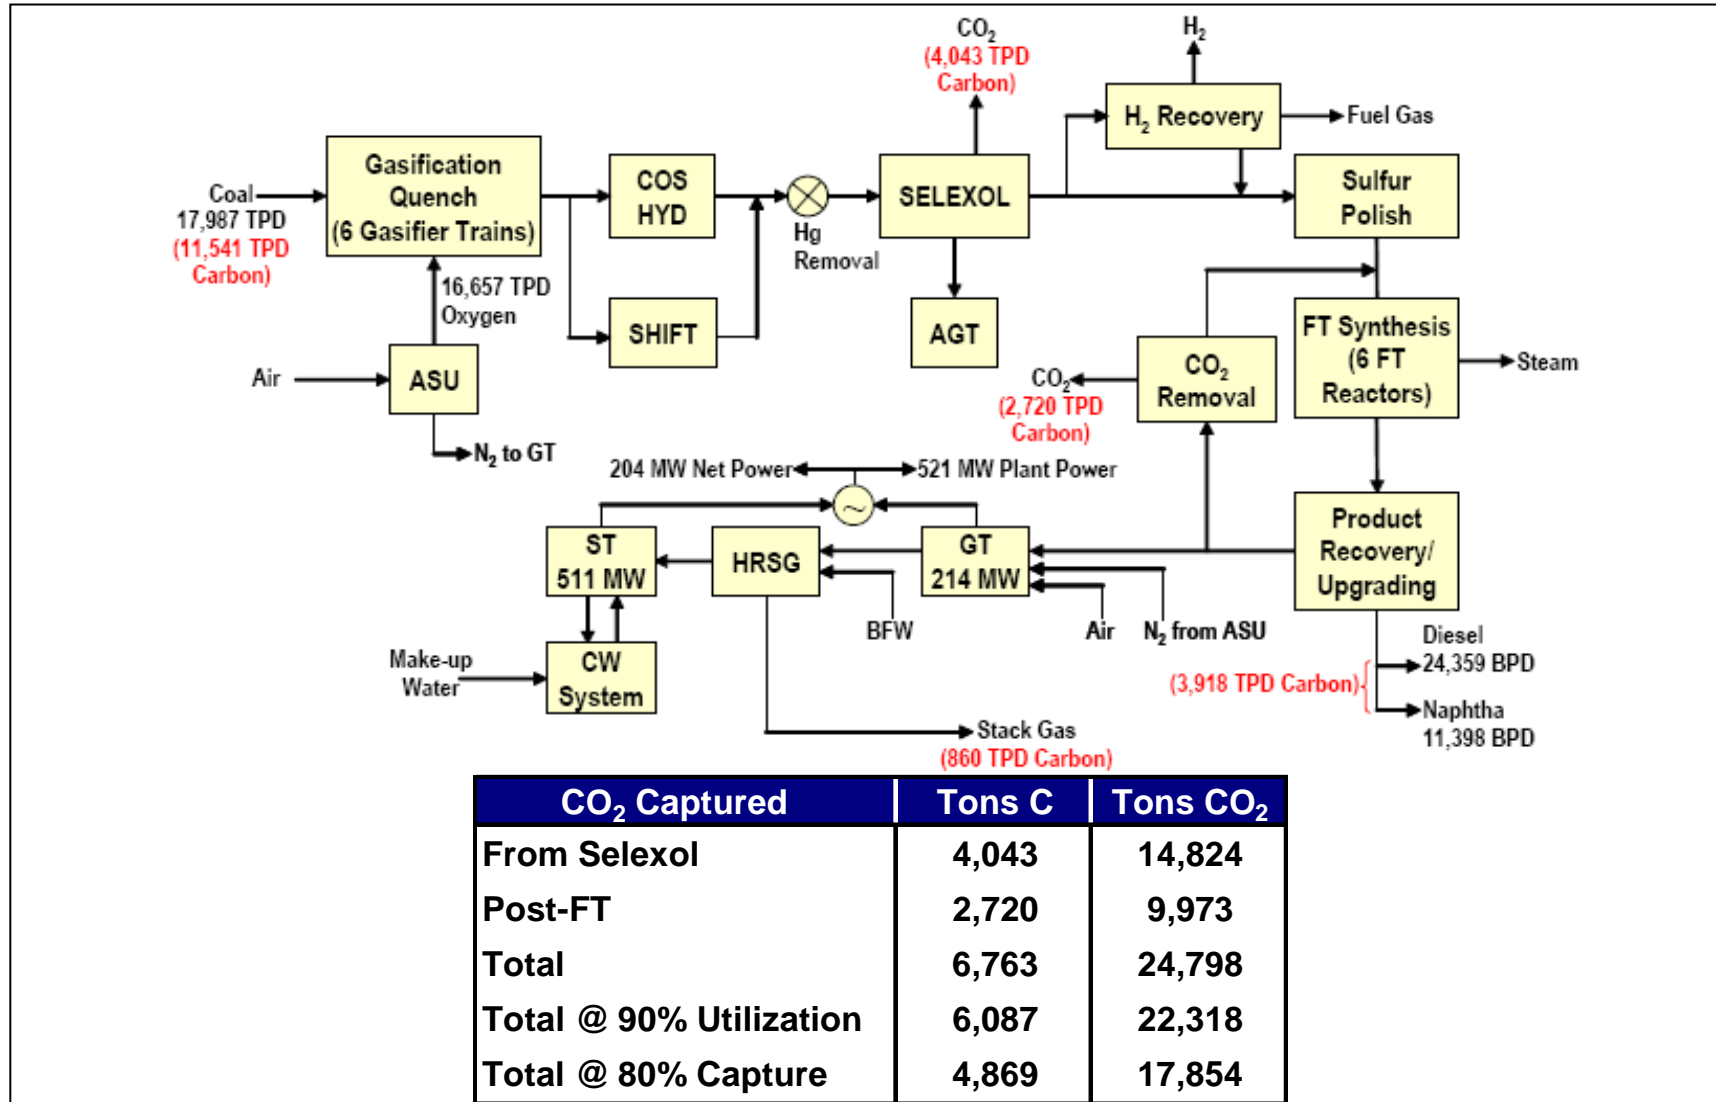 CO₂
(4,043 TPD
Carbon)
H₂
H₂ Recovery
Fuel Gas
Coal
17,987 TPD
(11,541 TPD
Carbon)
Gasification
Quench
(6 Gasifier Trains)
COS
HYD
Hg
Removal
SELEXOL
Sulfur
Polish
16,657 TPD
Oxygen
SHIFT
AGT
FT Synthesis
(6 FT
Reactors)
Steam
Air
ASU
CO₂
(2,720 TPD
Carbon)
CO₂
Removal
N₂ to GT
204 MW Net Power
521 MW Plant Power
~
ST
511 MW
HRSG
GT
214 MW
Product
Recovery/
Upgrading
BFW
Air
N₂ from ASU
Make-up
Water
CW
System
Diesel
24,359 BPD
(3,918 TPD Carbon)
Naphtha
11,398 BPD
Stack Gas
(860 TPD Carbon)
CO₂ Captured Tons C Tons CO₂
From Selexol 4,043 14,824
Post-FT 2,720 9,973
Total 6,763 24,798
Total @ 90% Utilization 6,087 22,318
Total @ 80% Capture 4,869 17,854